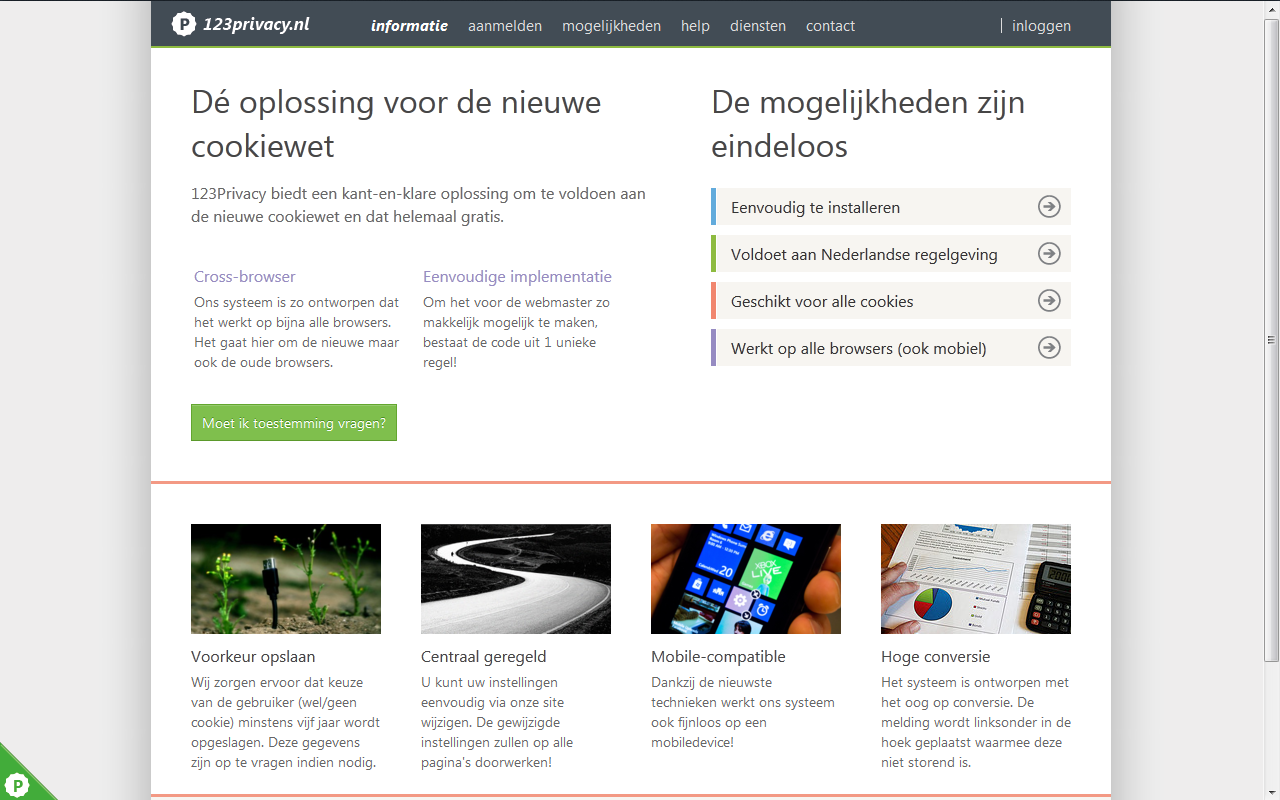 123privacy.nl informatie aanmelden mogelijkheden help diensten contact inloggen
Dé oplossing voor de nieuwe
cookiewet
123Privacy biedt een kant-en-klare oplossing om te voldoen aan
de nieuwe cookiewet en dat helemaal gratis.
Cross-browser
Ons systeem is zo ontworpen dat
het werkt op bijna alle browsers.
Het gaat hier om de nieuwe maar
ook de oude browsers.
Eenvoudige implementatie
Om het voor de webmaster zo
makkelijk mogelijk te maken,
bestaat de code uit 1 unieke
regel!
Moet ik toestemming vragen?
De mogelijkheden zijn
eindeloos
Eenvoudig te installeren
Voldoet aan Nederlandse regelgeving
Geschikt voor alle cookies
Werkt op alle browsers (ook mobiel)
20
XBOX
LIVE
Voorkeur opslaan
Wij zorgen ervoor dat keuze
van de gebruiker (wel/geen
cookie) minstens vijf jaar wordt
opgeslagen. Deze gegevens
zijn op te vragen indien nodig.
Centraal geregeld
U kunt uw instellingen
eenvoudig via onze site
wijzigen. De gewijzigde
instellingen zullen op alle
pagina's doorwerken!
Mobile-compatible
Dankzij de nieuwste
technieken werkt ons systeem
ook fijnloos op een
mobiledevice!
Hoge conversie
Het systeem is ontworpen met
het oog op conversie. De
melding wordt linksonder in de
hoek geplaatst waarmee deze
niet storend is.
P